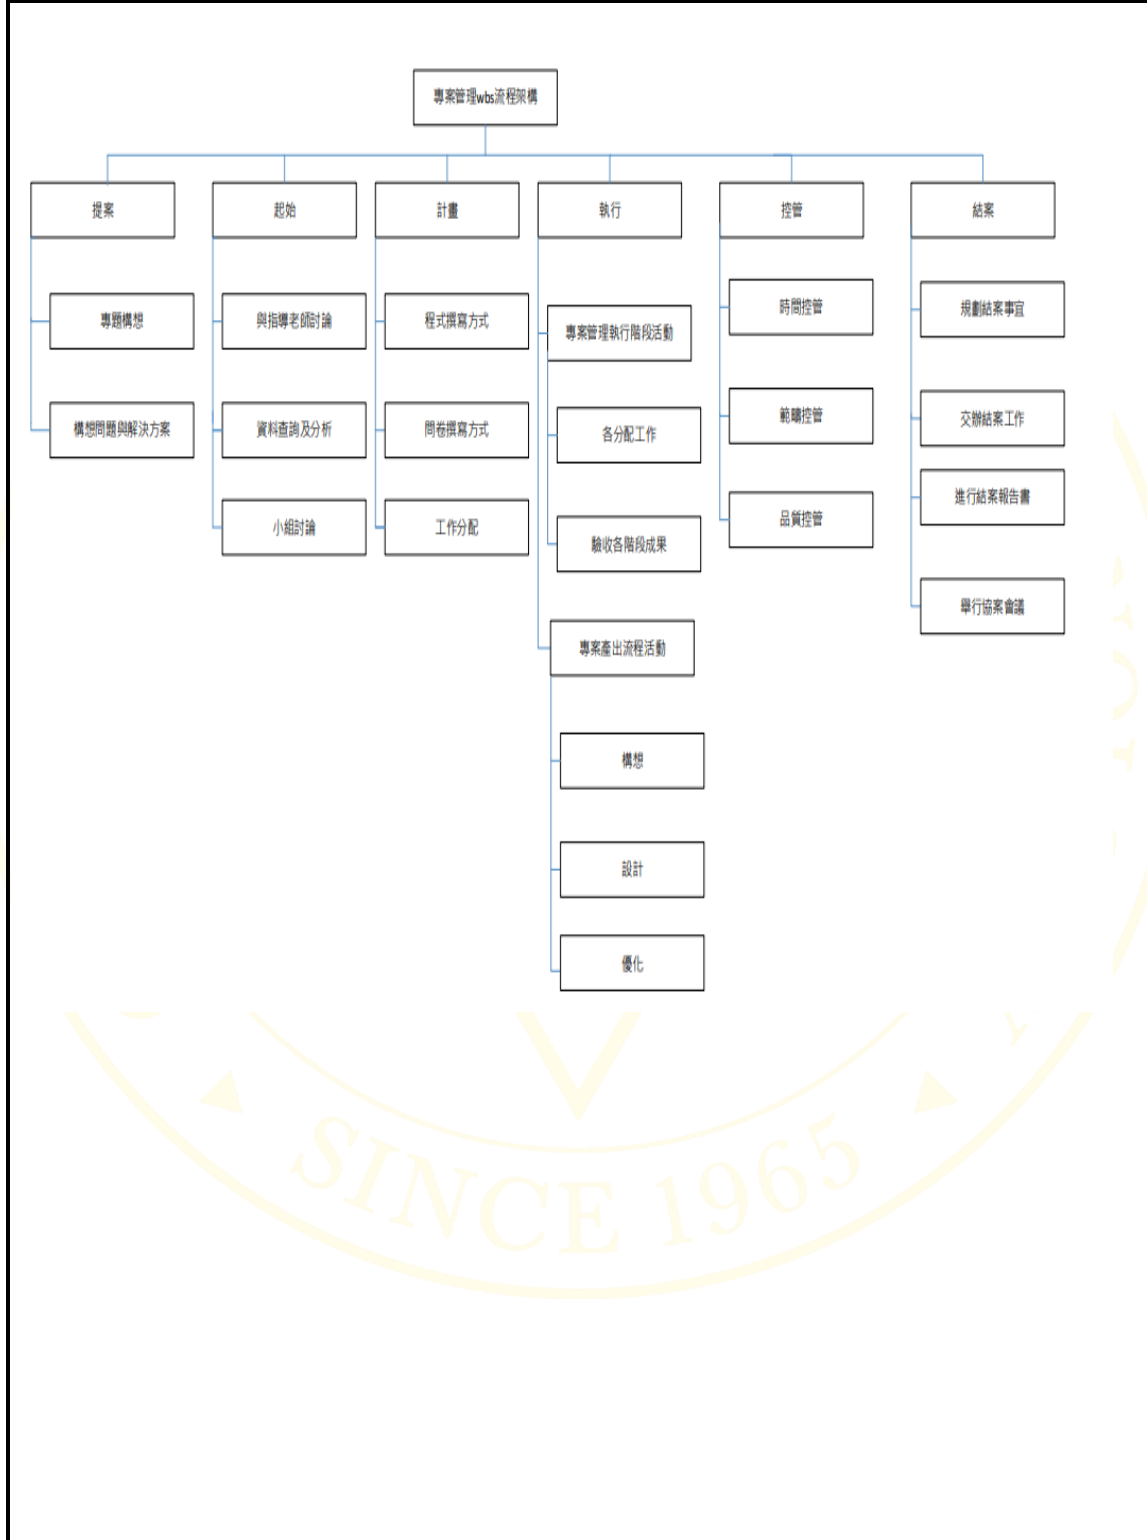 專案管理wbs流程架構
提案
專題構想
構想問題與解決方案
起始
與指導老師討論
資料查詢及分析
小組討論
計畫
程式撰寫方式
問卷撰寫方式
工作分配
執行
專案管理執行階段活動
各分配工作
驗收各階段成果
專案產出流程活動
構想
設計
優化
控管
時間控管
範疇控管
品質控管
結案
規劃結案事宜
交辦結案工作
進行結案報告書
舉行協案會議
SINCE 1965